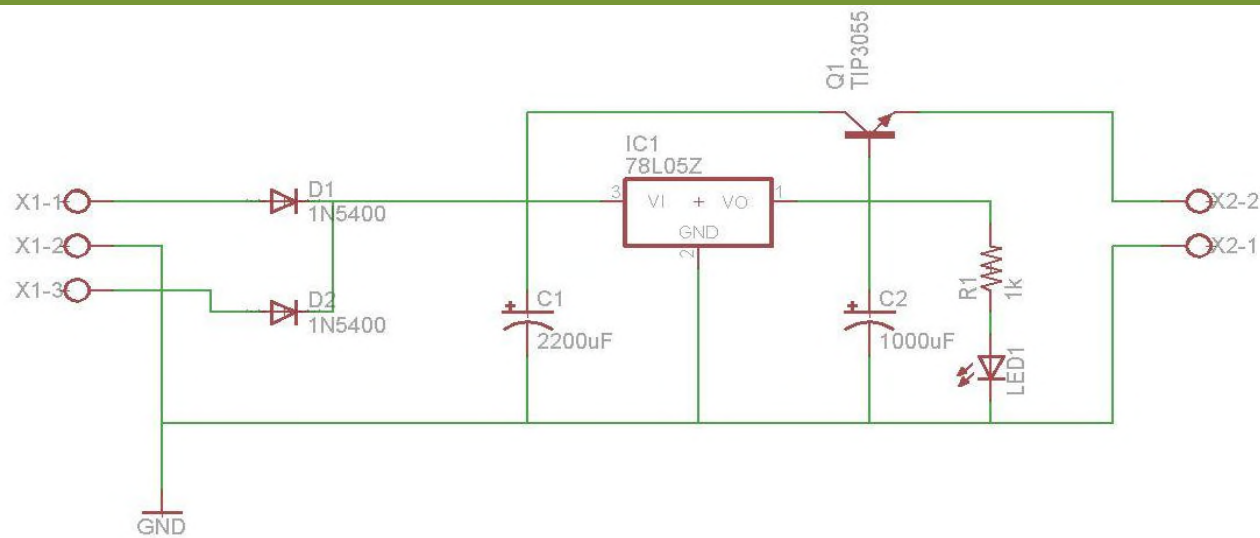 Q1
TIP3055
IC1
78L05Z
3
VI
+
VO
1
GND
2
X1-1
D1
1N5400
X1-2
X1-3
D2
1N5400
X2-2
X2-1
C1
2200uF
C2
1000uF
R1
1k
LED1
GND